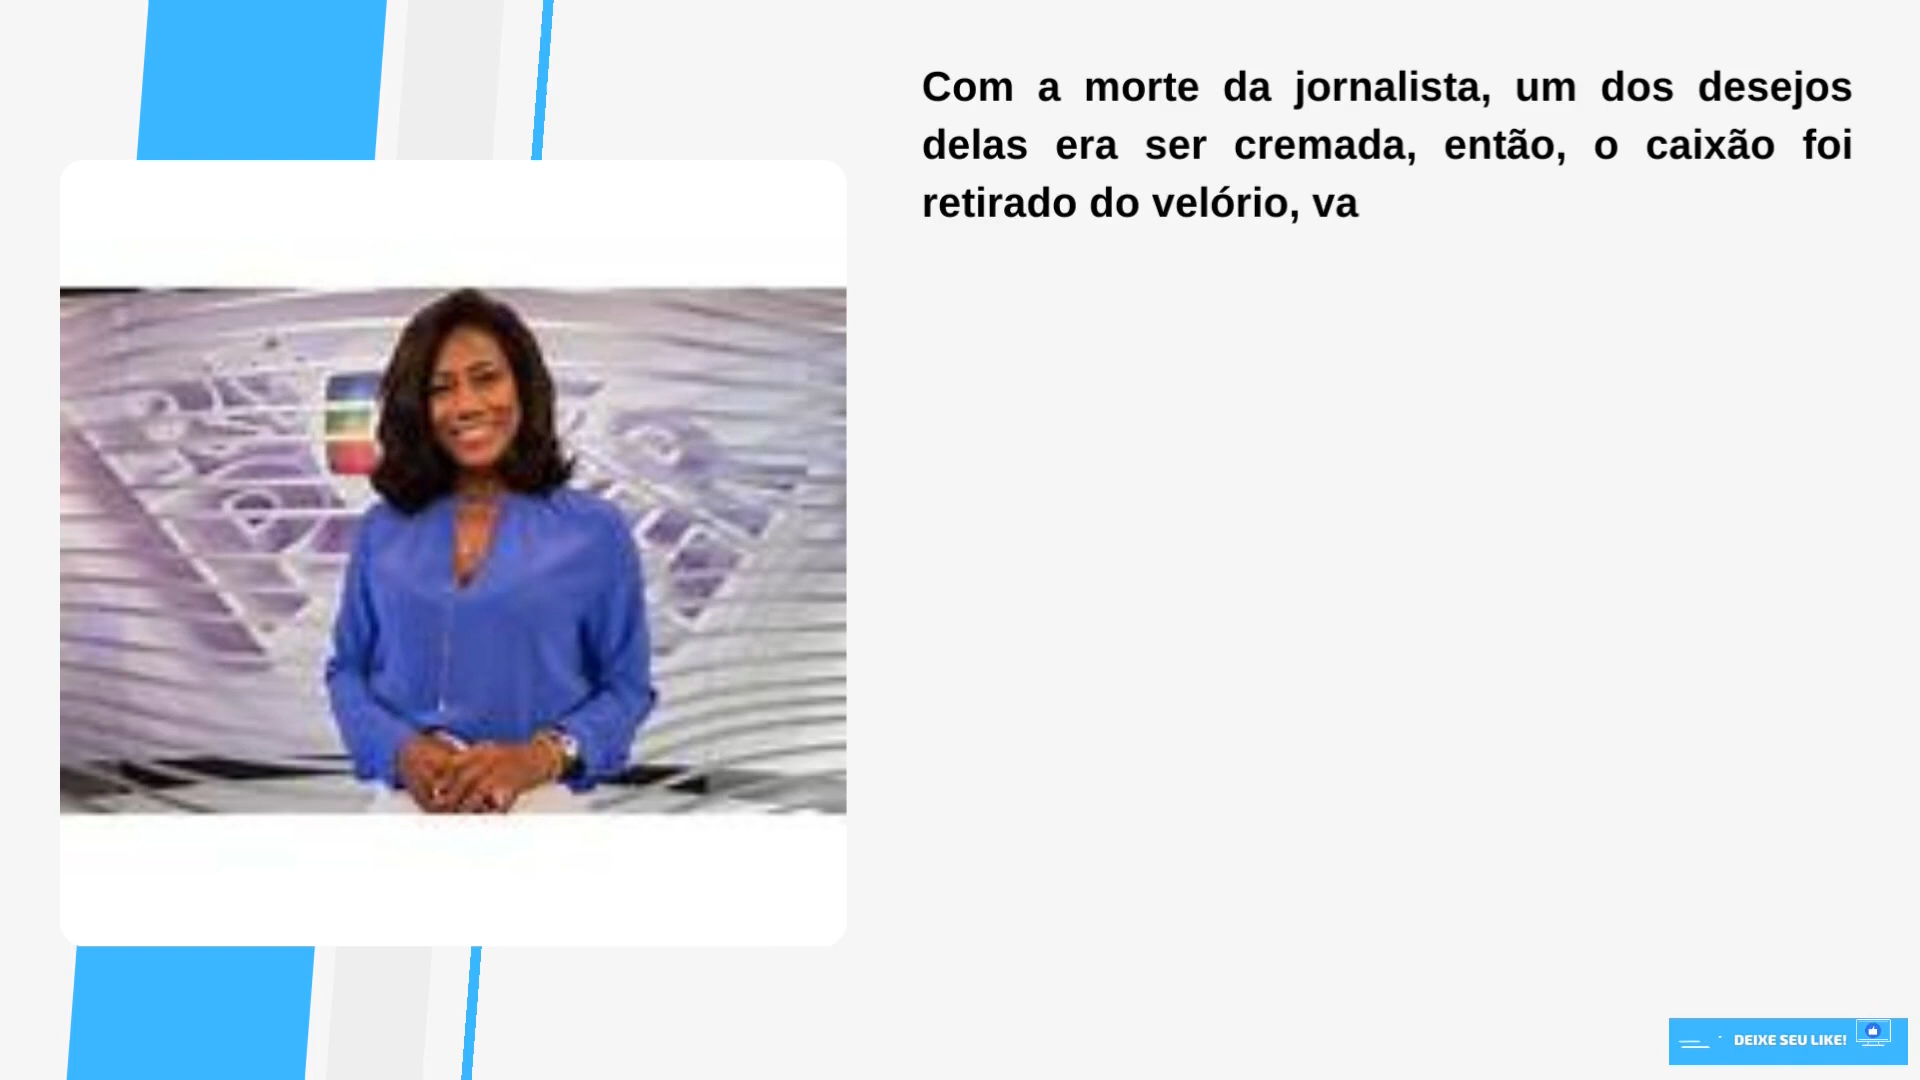 Com a morte da jornalista, um dos desejos
delas era ser cremada, então, o caixão foi
retirado do velório, va
DEIXE SEU LIKE!